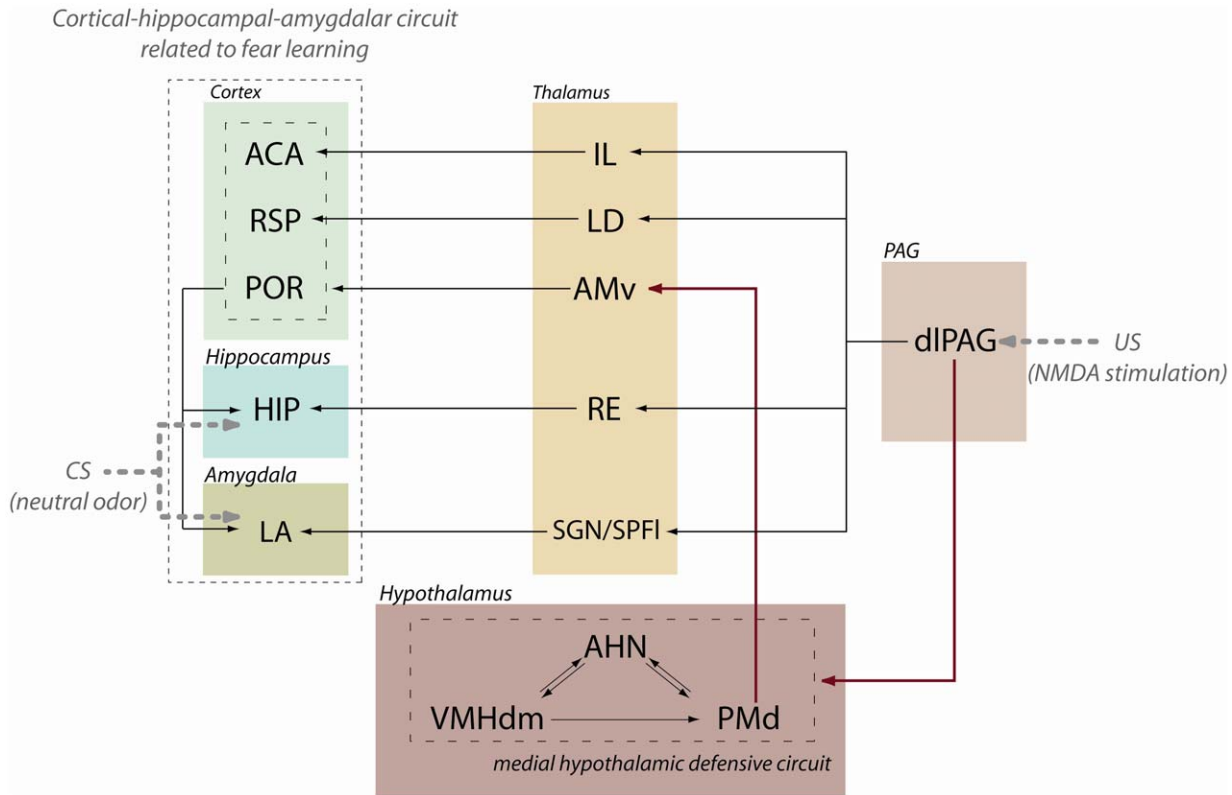 Cortical-hippocampal-amygdalar circuit
related to fear learning
Cortex
ACA
RSP
POR
Hippocampus
HIP
Amygdala
LA
CS
(neutral odor)
Thalamus
IL
LD
AMv
RE
SGN/SPFl
PAG
dlPAG
US
(NMDA stimulation)
Hypothalamus
AHN
VMHdm
PMd
medial hypothalamic defensive circuit